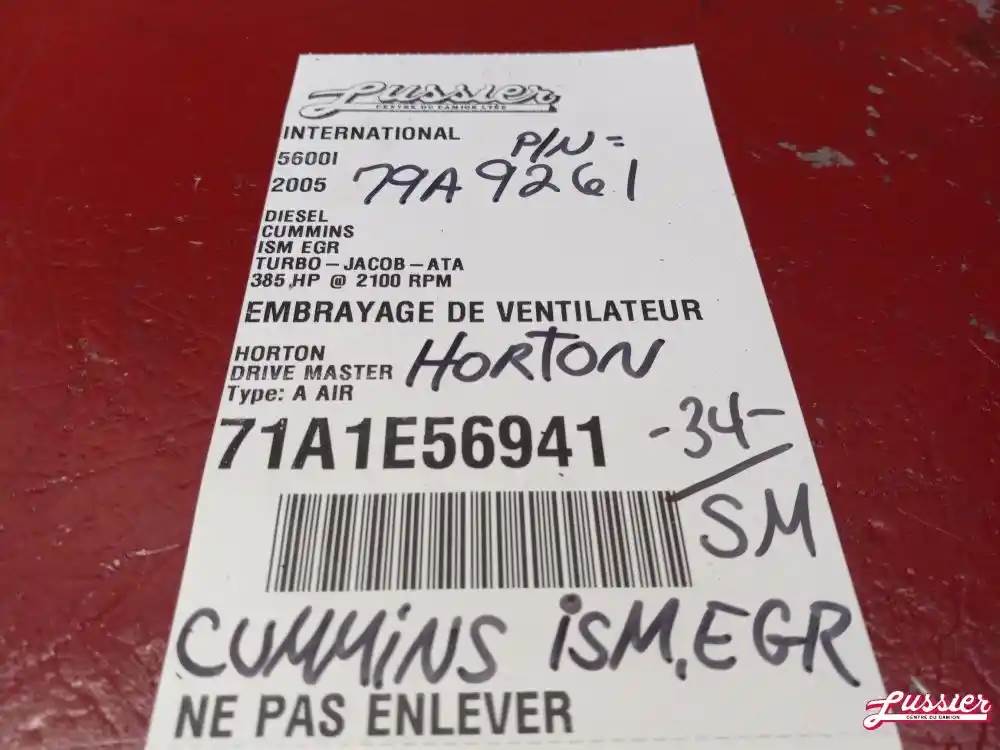 Lussier
CENTRE DU CAMION LTÉE
INTERNATIONAL
5600I
P/N =
2005 79A9261
DIESEL
CUMMINS
ISM EGR
TURBO - JACOB - ATA
385 HP @ 2100 RPM
EMBRAYAGE DE VENTILATEUR
HORTON
DRIVE MASTER HORTON
Type: A AIR
71A1E56941 -34-
SM
CUMMiNS iSM, EGR
NE PAS ENLEVER
Lussier
CENTRE DU CAMION